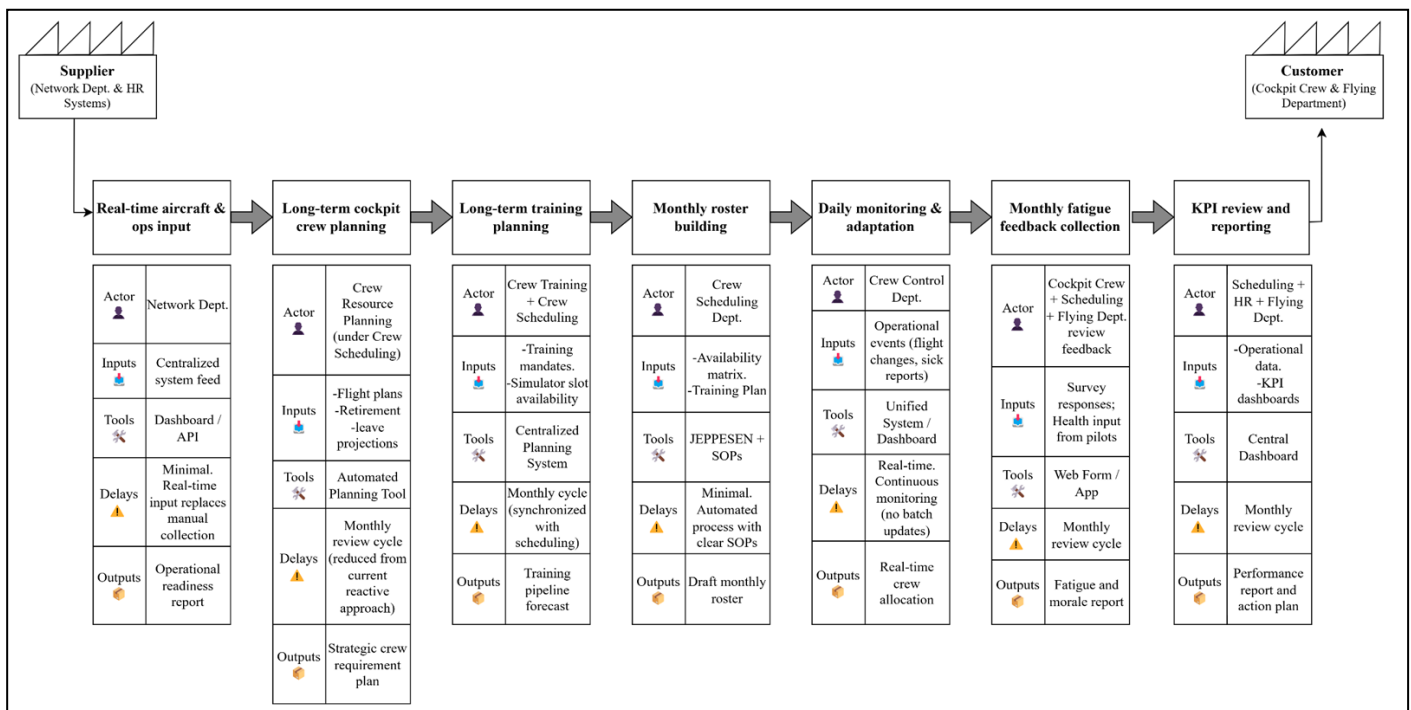 Supplier
(Network Dept. & HR
Systems)
Customer
(Cockpit Crew & Flying
Department)
Real-time aircraft &
ops input
Long-term cockpit
crew planning
Long-term training
planning
Monthly roster
building
Daily monitoring &
adaptation
Monthly fatigue
feedback collection
KPI review and
reporting
Actor
Network Dept.
Inputs
Centralized
system feed
Tools
Dashboard /
API
Delays
Minimal.
Real-time
input replaces
manual
collection
Outputs
Operational
readiness
report
Actor
Crew
Resource
Planning
(under Crew
Scheduling)
Inputs
-Flight plans
-Retirement
-leave
projections
Tools
Automated
Planning Tool
Delays
Monthly
review cycle
(reduced from
current
reactive
approach)
Outputs
Strategic crew
requirement
plan
Actor
Crew Training
+ Crew
Scheduling
Inputs
-Training
mandates.
-Simulator slot
availability
Tools
Centralized
Planning
System
Delays
Monthly cycle
(synchronized
with
scheduling)
Outputs
Training
pipeline
forecast
Actor
Crew
Scheduling
Dept.
Inputs
-Availability
matrix.
-Training Plan
Tools
JEPPESEN +
SOPs
Delays
Minimal.
Automated
process with
clear SOPs
Outputs
Draft monthly
roster
Actor
Crew Control
Dept.
Inputs
Operational
events (flight
changes, sick
reports)
Tools
Unified
System /
Dashboard
Delays
Real-time.
Continuous
monitoring
(no batch
updates)
Outputs
Real-time
crew
allocation
Actor
Cockpit Crew
+ Scheduling
+ Flying Dept.
review
feedback
Inputs
Survey
responses;
Health input
from pilots
Tools
Web Form /
App
Delays
Monthly
review cycle
Outputs
Fatigue and
morale report
Actor
Scheduling +
HR + Flying
Dept.
Inputs
-Operational
data.
-KPI
dashboards
Tools
Central
Dashboard
Delays
Monthly
review cycle
Outputs
Performance
report and
action plan